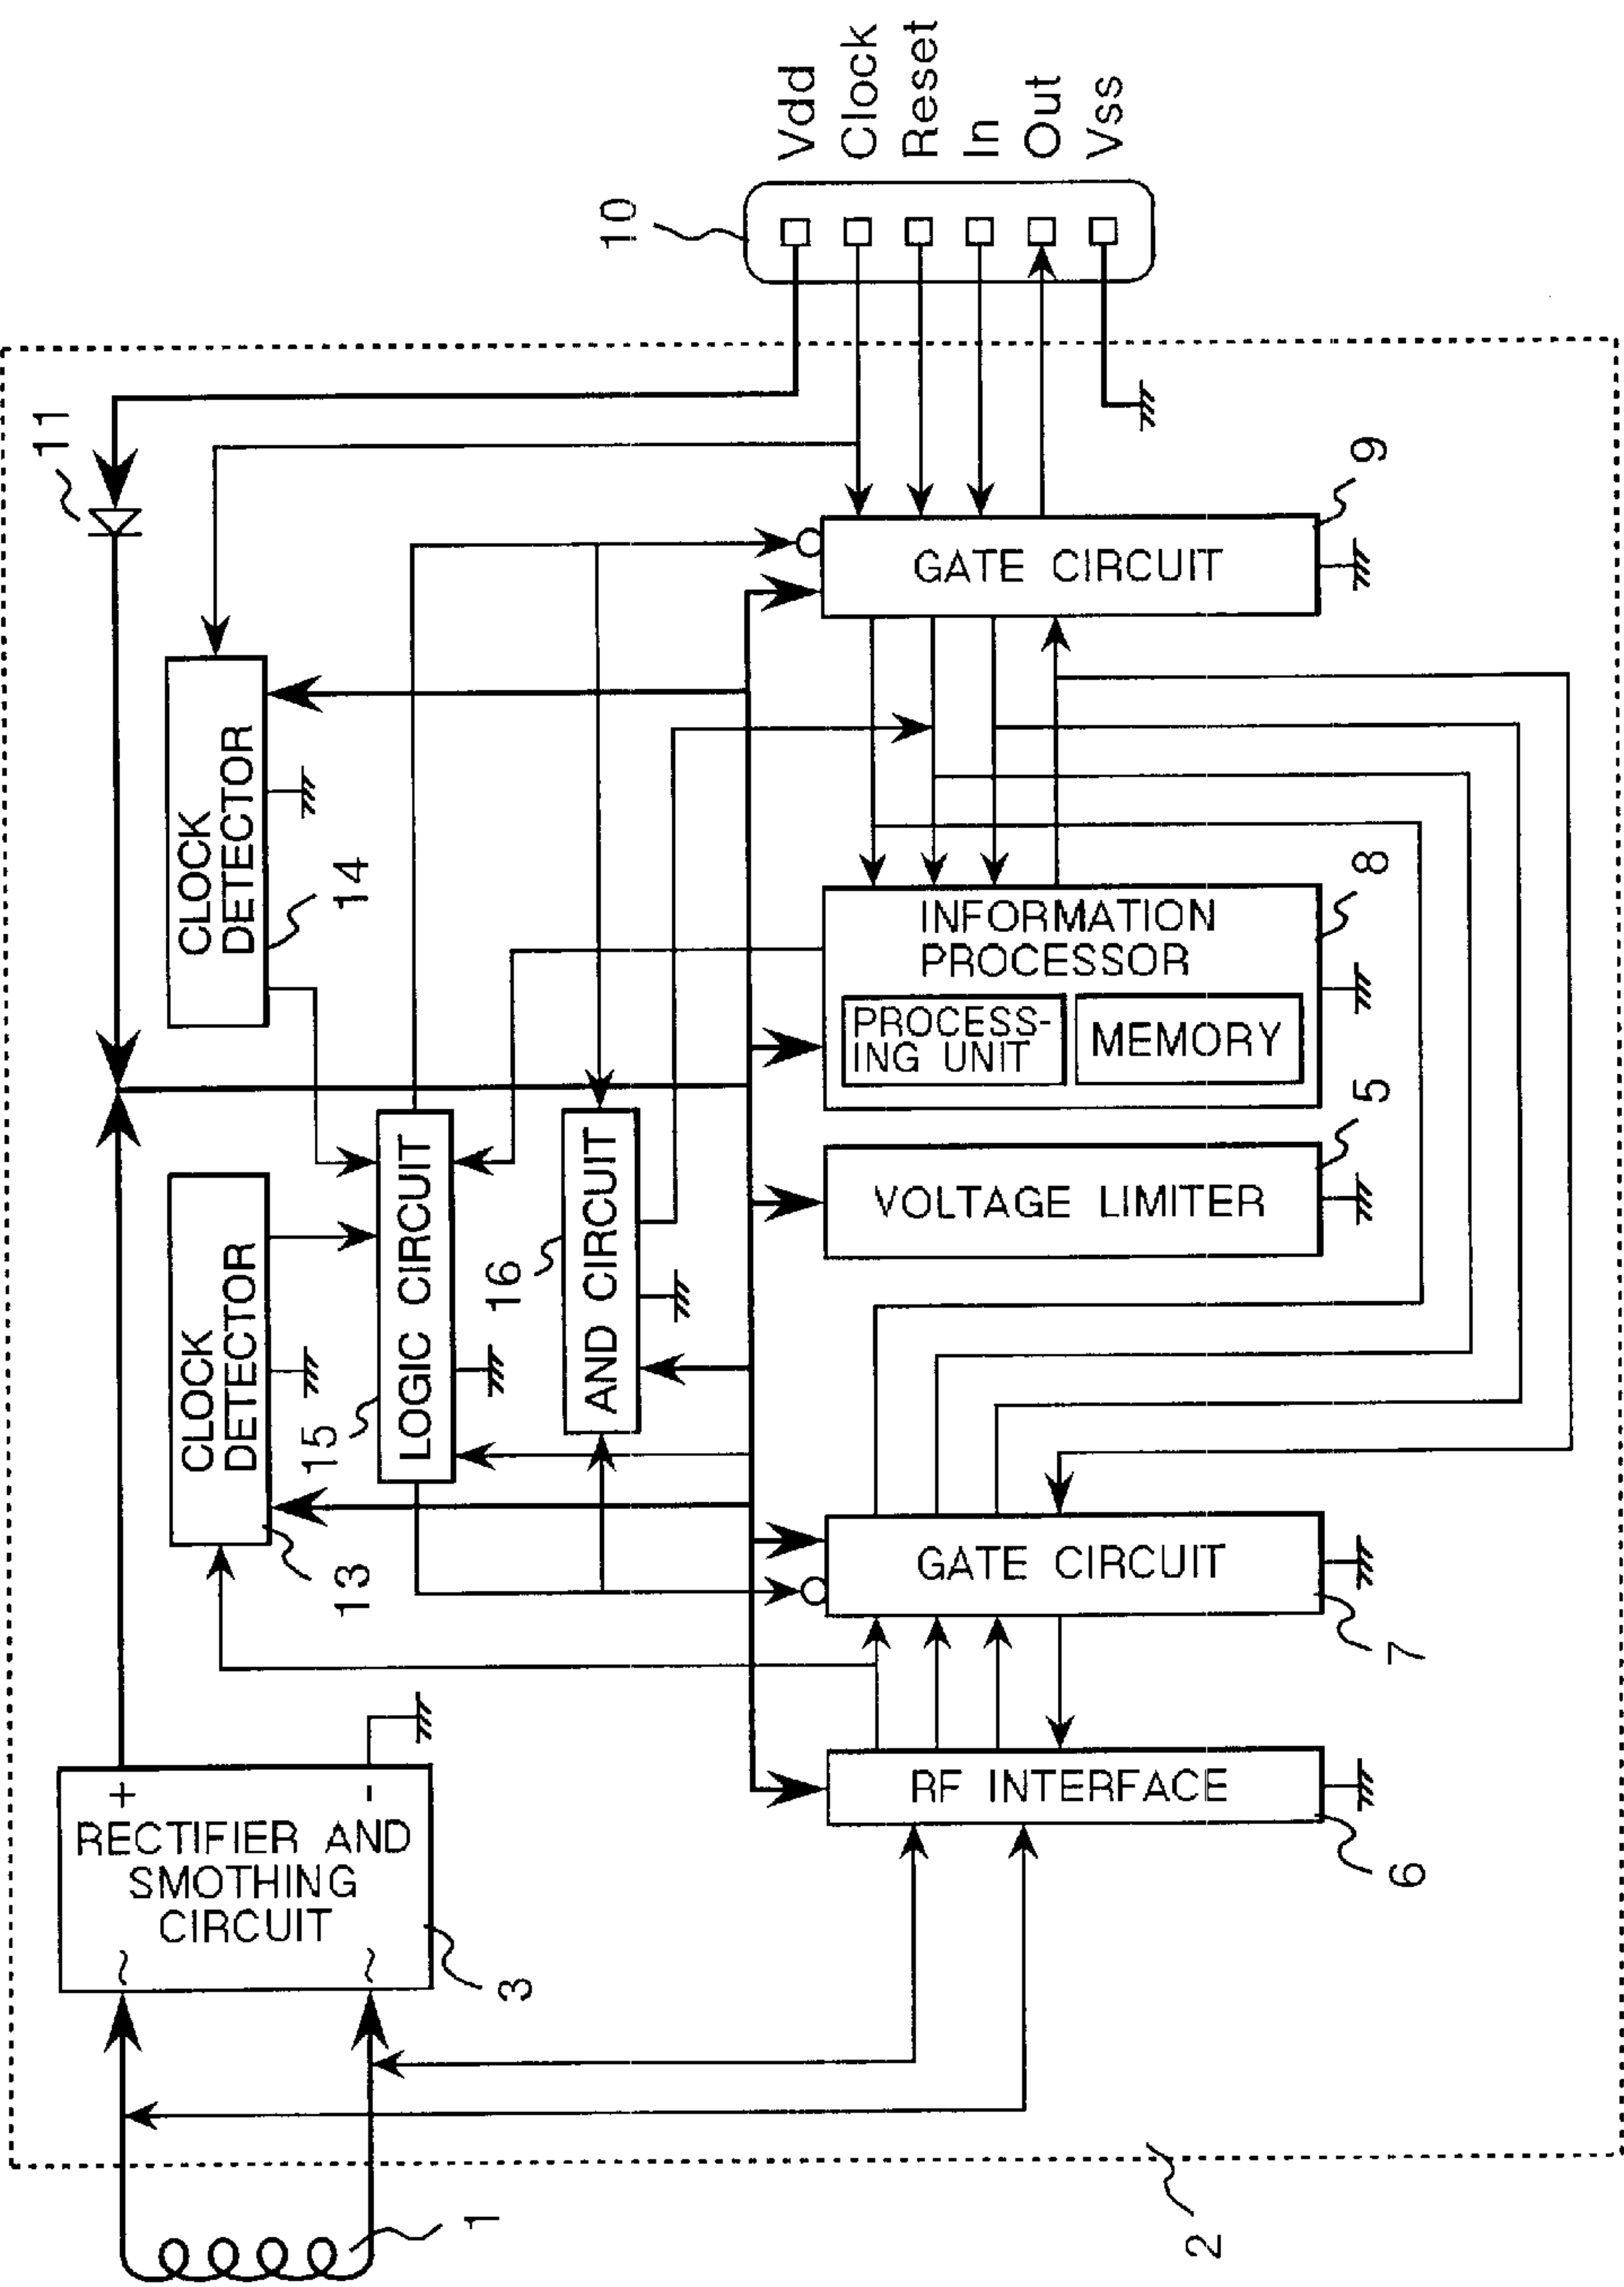 1
2
3
RECTIFIER AND
SMOTHING
CIRCUIT
+
-
~
~
11
CLOCK
DETECTOR
13
CLOCK
DETECTOR
14
LOGIC CIRCUIT
15
AND CIRCUIT
16
RF INTERFACE
6
GATE CIRCUIT
7
VOLTAGE LIMITER
5
INFORMATION
PROCESSOR
PROCESS-
ING UNIT
MEMORY
8
GATE CIRCUIT
9
10
Vdd
Clock
Reset
In
Out
Vss